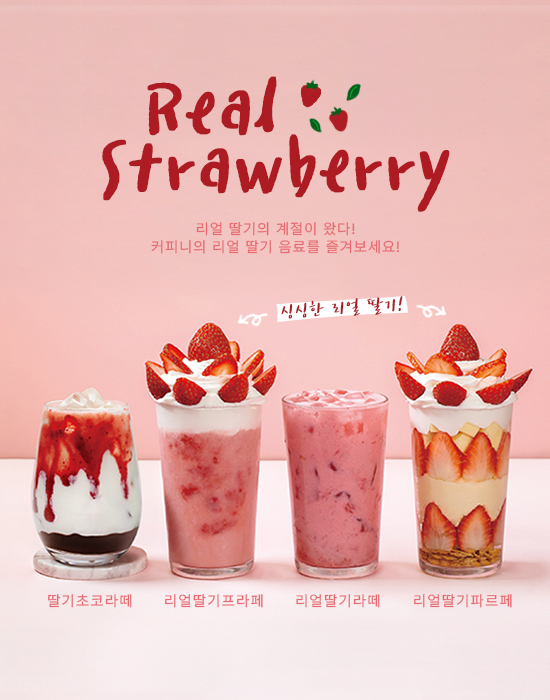 Real
Strawberry
리얼 딸기의 계절이 왔다!
커피니의 리얼 딸기 음료를 즐겨보세요!
싱싱한 리얼 딸기!
딸기초코라떼
리얼딸기프라페
리얼딸기라떼
리얼딸기파르페